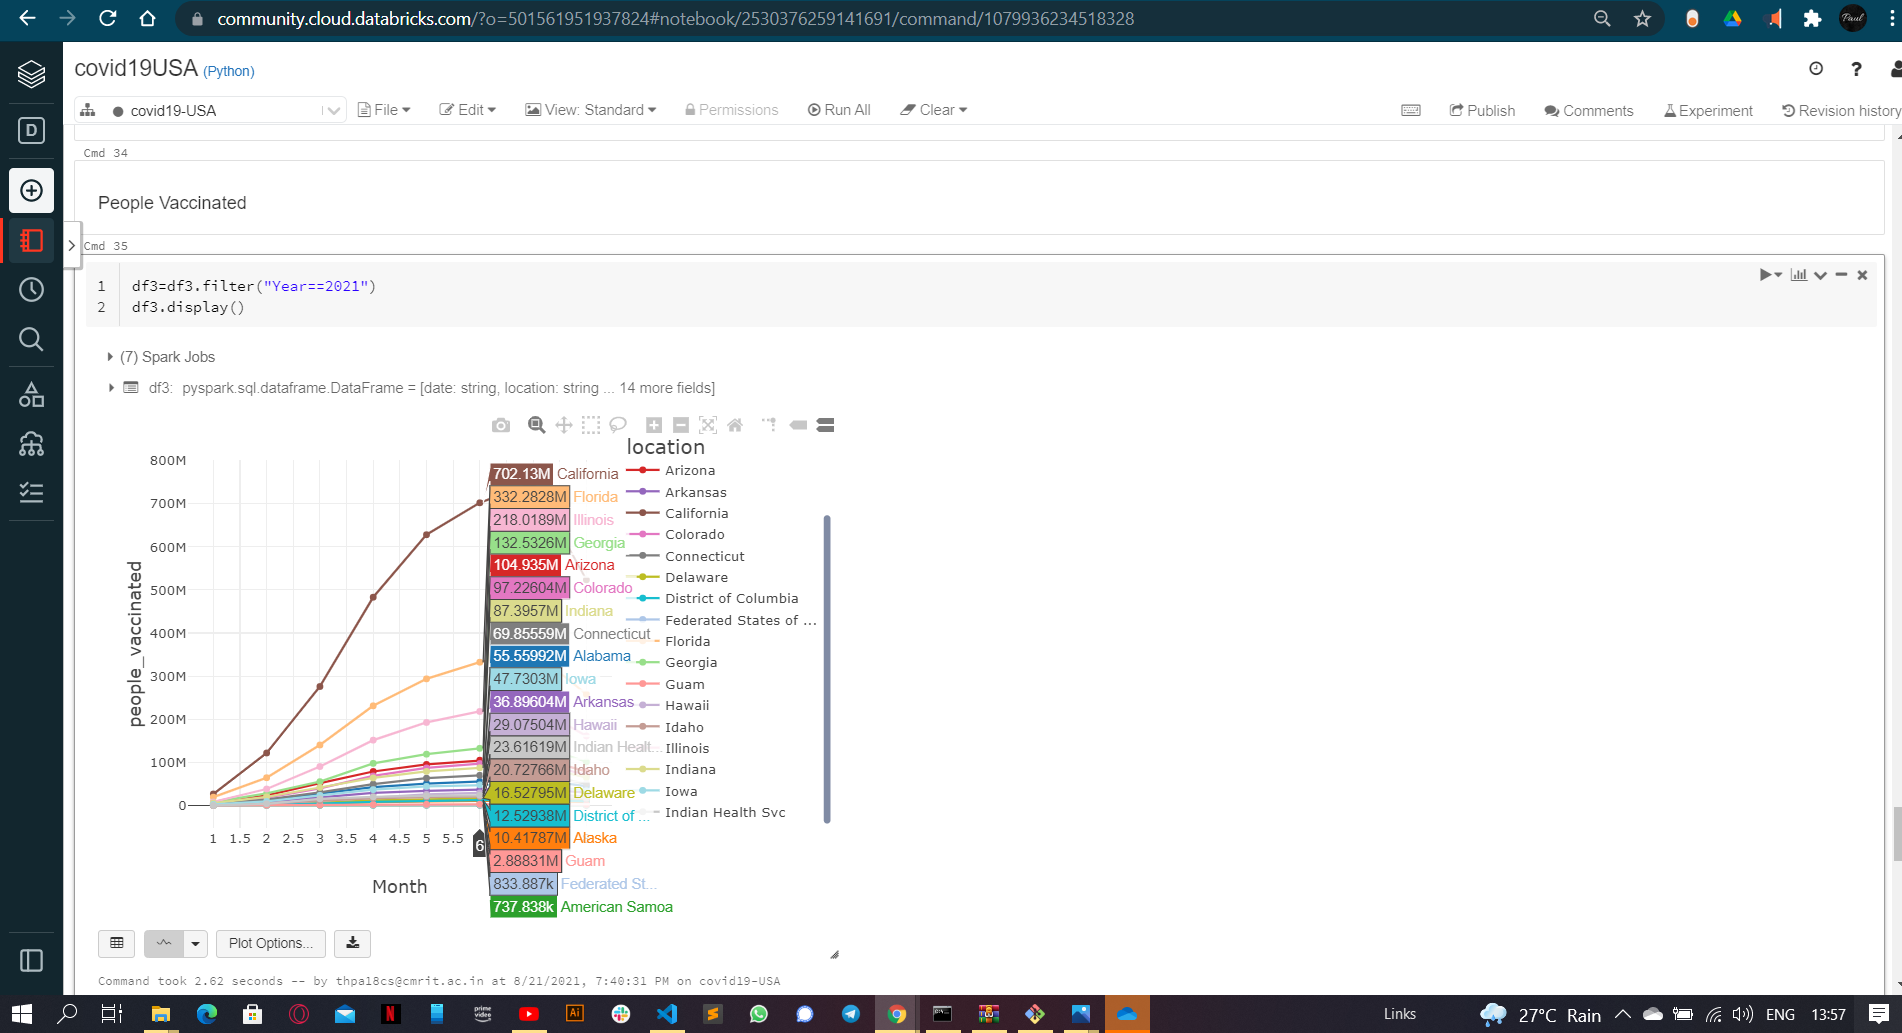 community.cloud.databricks.com/?o=501561951937824#notebook/2530376259141691/command/1079936234518328
Paul
covid19USA (Python)
?
covid19-USA
File
Edit
View: Standard
Permissions
Run All
Clear
Publish
Comments
Experiment
Revision history
D
Cmd 34
People Vaccinated
Cmd 35
1 df3=df3.filter("Year==2021")
2 df3.display()
(7) Spark Jobs
df3: pyspark.sql.dataframe.DataFrame = [date: string, location: string ... 14 more fields]
location
800M
700M
600M
500M
400M
300M
200M
100M
0
people_vaccinated
1 1.5 2 2.5 3 3.5 4 4.5 5 5.5 6
Month
702.13M California
332.2828M Florida
218.0189M Illinois
132.5326M Georgia
104.935M Arizona
97.22604M Colorado
87.3957M Indiana
69.85559M Connecticut
55.55992M Alabama
47.7303M Iowa
36.89604M Arkansas
29.07504M Hawaii
23.61619M Indian Healt...
20.72766M Idaho
16.52795M Delaware
12.52938M District of ...
10.41787M Alaska
2.88831M Guam
833.887k Federated St...
737.838k American Samoa
Arizona
Arkansas
California
Colorado
Connecticut
Delaware
District of Columbia
Federated States of ...
Florida
Georgia
Guam
Hawaii
Idaho
Illinois
Indiana
Iowa
Indian Health Svc
Plot Options...
Command took 2.62 seconds -- by thpa18cs@cmrit.ac.in at 8/21/2021, 7:40:31 PM on covid19-USA
prime video
Ai
Links
27°C Rain
ENG
13:57